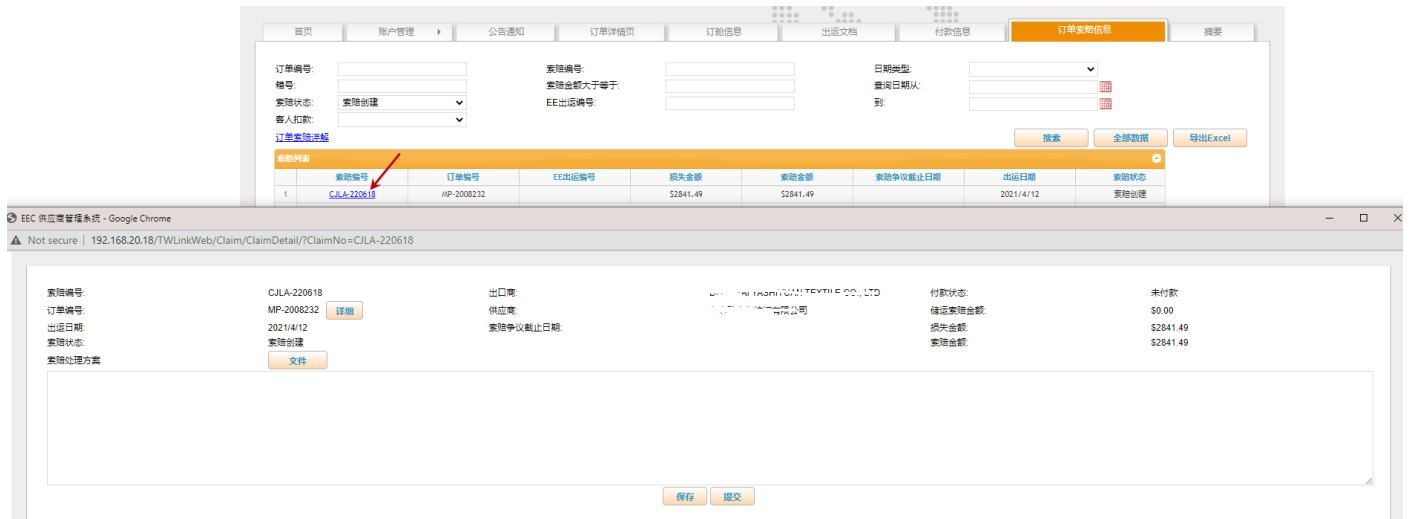 首页 账户管理 公告通知 订单详情页 订舱信息 出运文档 付款信息 订单索赔信息 摘要
订单编号: 索赔编号: 日期类型:
箱号: 索赔金额大于等于: 查询日期从:
索赔状态: 索赔创建 EE出运编号: 到:
客人扣款:
订单索赔详解 搜索 全部数据 导出Excel
索赔列表
索赔编号 订单编号 EE出运编号 损失金额 索赔金额 索赔争议截止日期 出运日期 索赔状态
1 CJLA-220618 MP-2008232 $2841.49 $2841.49 2021/4/12 索赔创建
EEC 供应商管理系统 - Google Chrome
Not secure | 192.168.20.18/TWLinkWeb/Claim/ClaimDetail/?ClaimNo=CJLA-220618
索赔编号: CJLA-220618 出口商: TEXTILE CO., LTD 付款状态: 未付款
订单编号: MP-2008232 详细 供应商: 有限公司 储运索赔金额: $0.00
出运日期: 2021/4/12 索赔争议截止日期: 损失金额: $2841.49
索赔状态: 索赔创建 索赔金额: $2841.49
索赔处理方案 文件
保存 提交